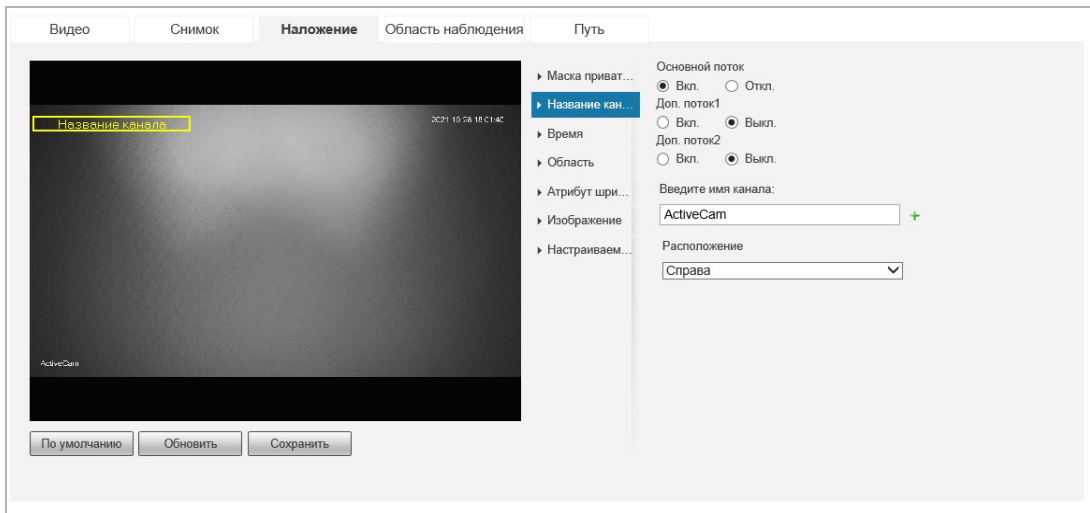 Видео
Снимок
Наложение
Область наблюдения
Путь
Название канала
2021 10 28 18:01:40
ActiveCam
Маска приват...
Название кан...
Время
Область
Атрибут шри...
Изображение
Настраиваем...
Основной поток
Вкл. Откл.
Доп. поток1
Вкл. Выкл.
Доп. поток2
Вкл. Выкл.
Введите имя канала:
ActiveCam
+
Расположение
Справа
По умолчанию
Обновить
Сохранить